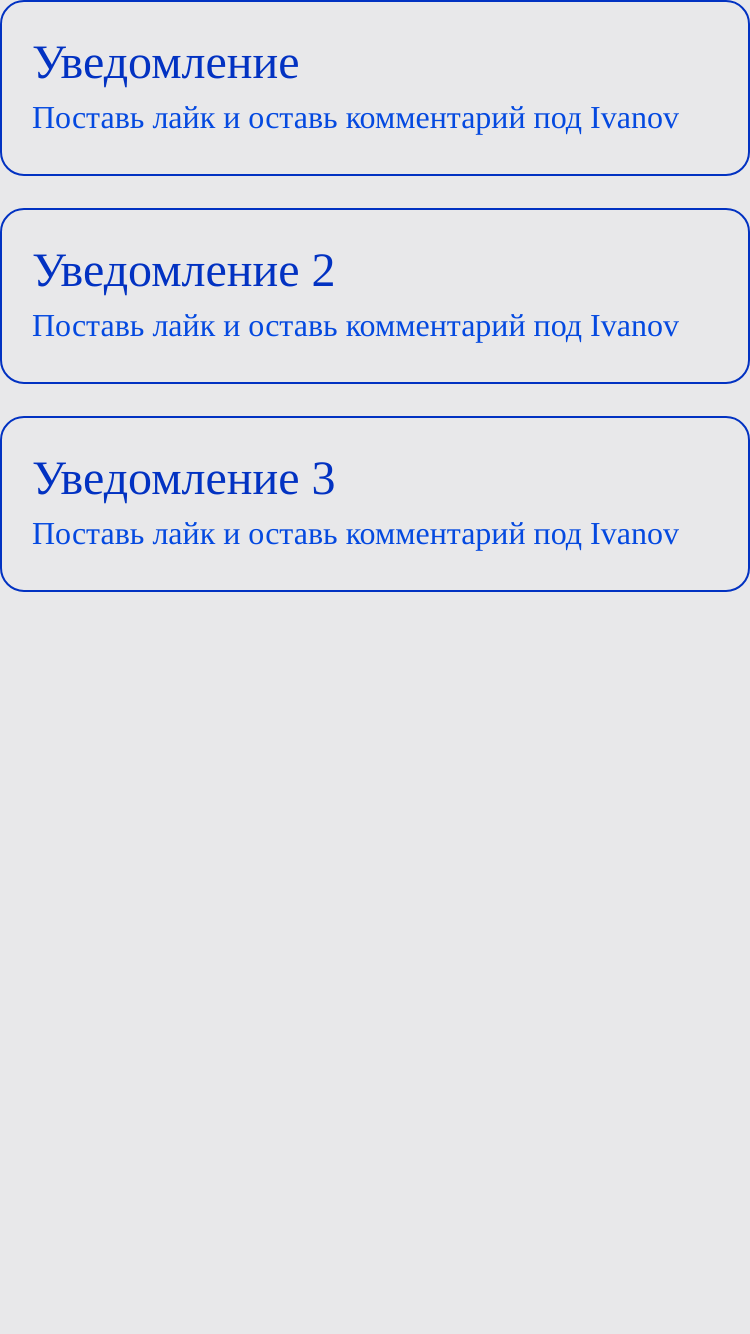 Уведомление
Поставь лайк и оставь комментарий под Ivanov
Уведомление 2
Поставь лайк и оставь комментарий под Ivanov
Уведомление 3
Поставь лайк и оставь комментарий под Ivanov